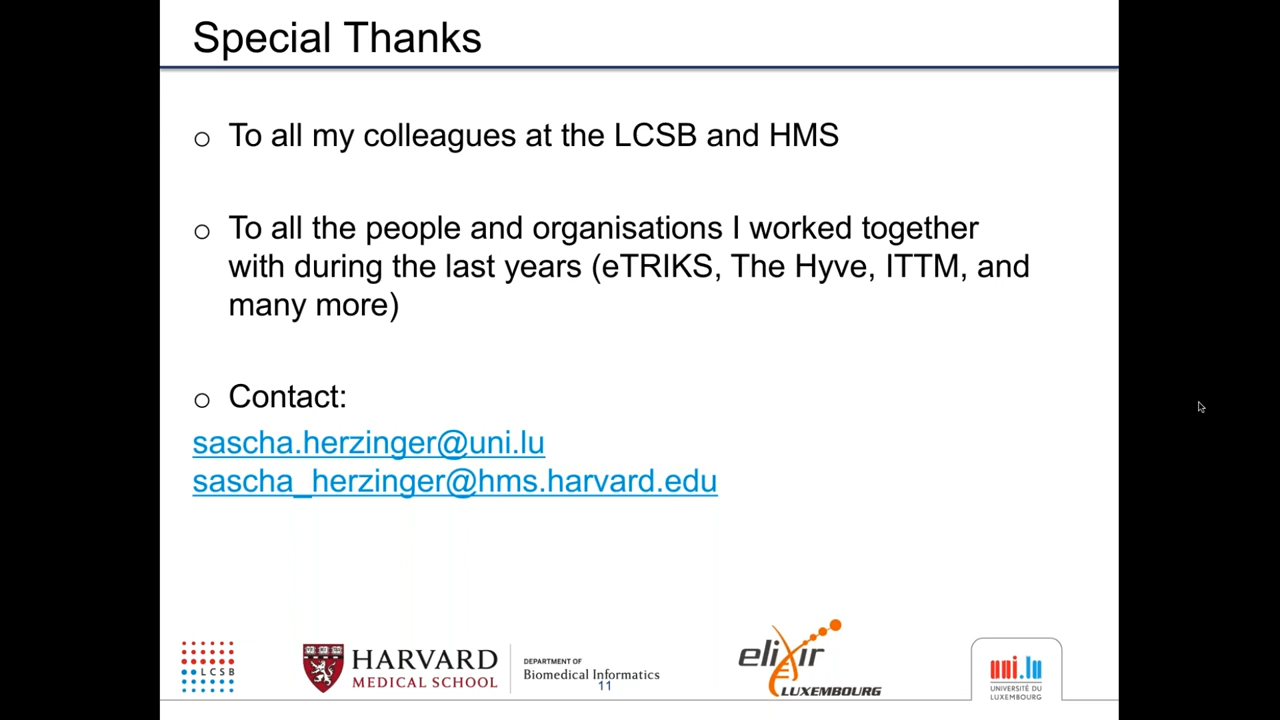 Special Thanks
o To all my colleagues at the LCSB and HMS
o To all the people and organisations I worked together
with during the last years (eTRIKS, The Hyve, ITTM, and
many more)
o Contact:
sascha.herzinger@uni.lu
sascha_herzinger@hms.harvard.edu
LCSB
HARVARD
MEDICAL SCHOOL
DEPARTMENT OF
Biomedical Informatics
11
elixir
LUXEMBOURG
uni.lu
UNIVERSITÉ DU
LUXEMBOURG